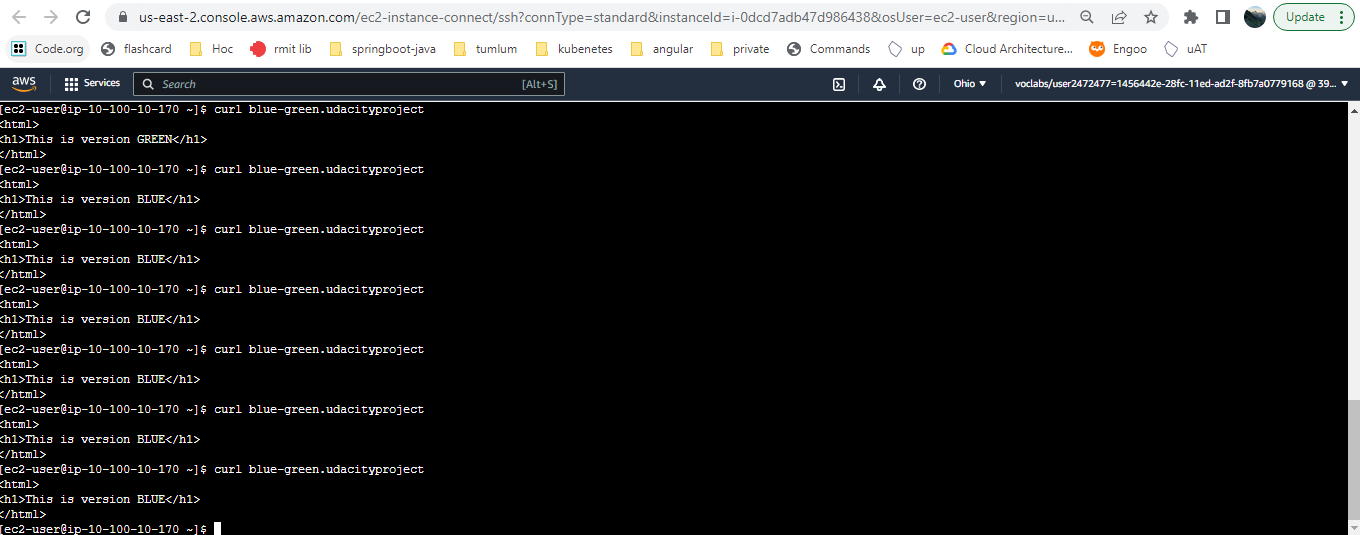 us-east-2.console.aws.amazon.com/ec2-instance-connect/ssh?connType=standard&instanceId=i-0dcd7adb47d986438&osUser=ec2-user&region=u...
Update
Code.org flashcard Hoc rmit lib springboot-java tumlum kubenetes angular private Commands up Cloud Architecture... Engoo uAT
aws Services Search [Alt+S] Ohio voclabs/user2472477=1456442e-28fc-11ed-ad2f-8fb7a0779168 @ 39...
[ec2-user@ip-10-100-10-170 ~]$ curl blue-green.udacityproject
<html>
<h1>This is version GREEN</h1>
</html>
[ec2-user@ip-10-100-10-170 ~]$ curl blue-green.udacityproject
<html>
<h1>This is version BLUE</h1>
</html>
[ec2-user@ip-10-100-10-170 ~]$ curl blue-green.udacityproject
<html>
<h1>This is version BLUE</h1>
</html>
[ec2-user@ip-10-100-10-170 ~]$ curl blue-green.udacityproject
<html>
<h1>This is version BLUE</h1>
</html>
[ec2-user@ip-10-100-10-170 ~]$ curl blue-green.udacityproject
<html>
<h1>This is version BLUE</h1>
</html>
[ec2-user@ip-10-100-10-170 ~]$ curl blue-green.udacityproject
<html>
<h1>This is version BLUE</h1>
</html>
[ec2-user@ip-10-100-10-170 ~]$ curl blue-green.udacityproject
<html>
<h1>This is version BLUE</h1>
</html>
[ec2-user@ip-10-100-10-170 ~]$